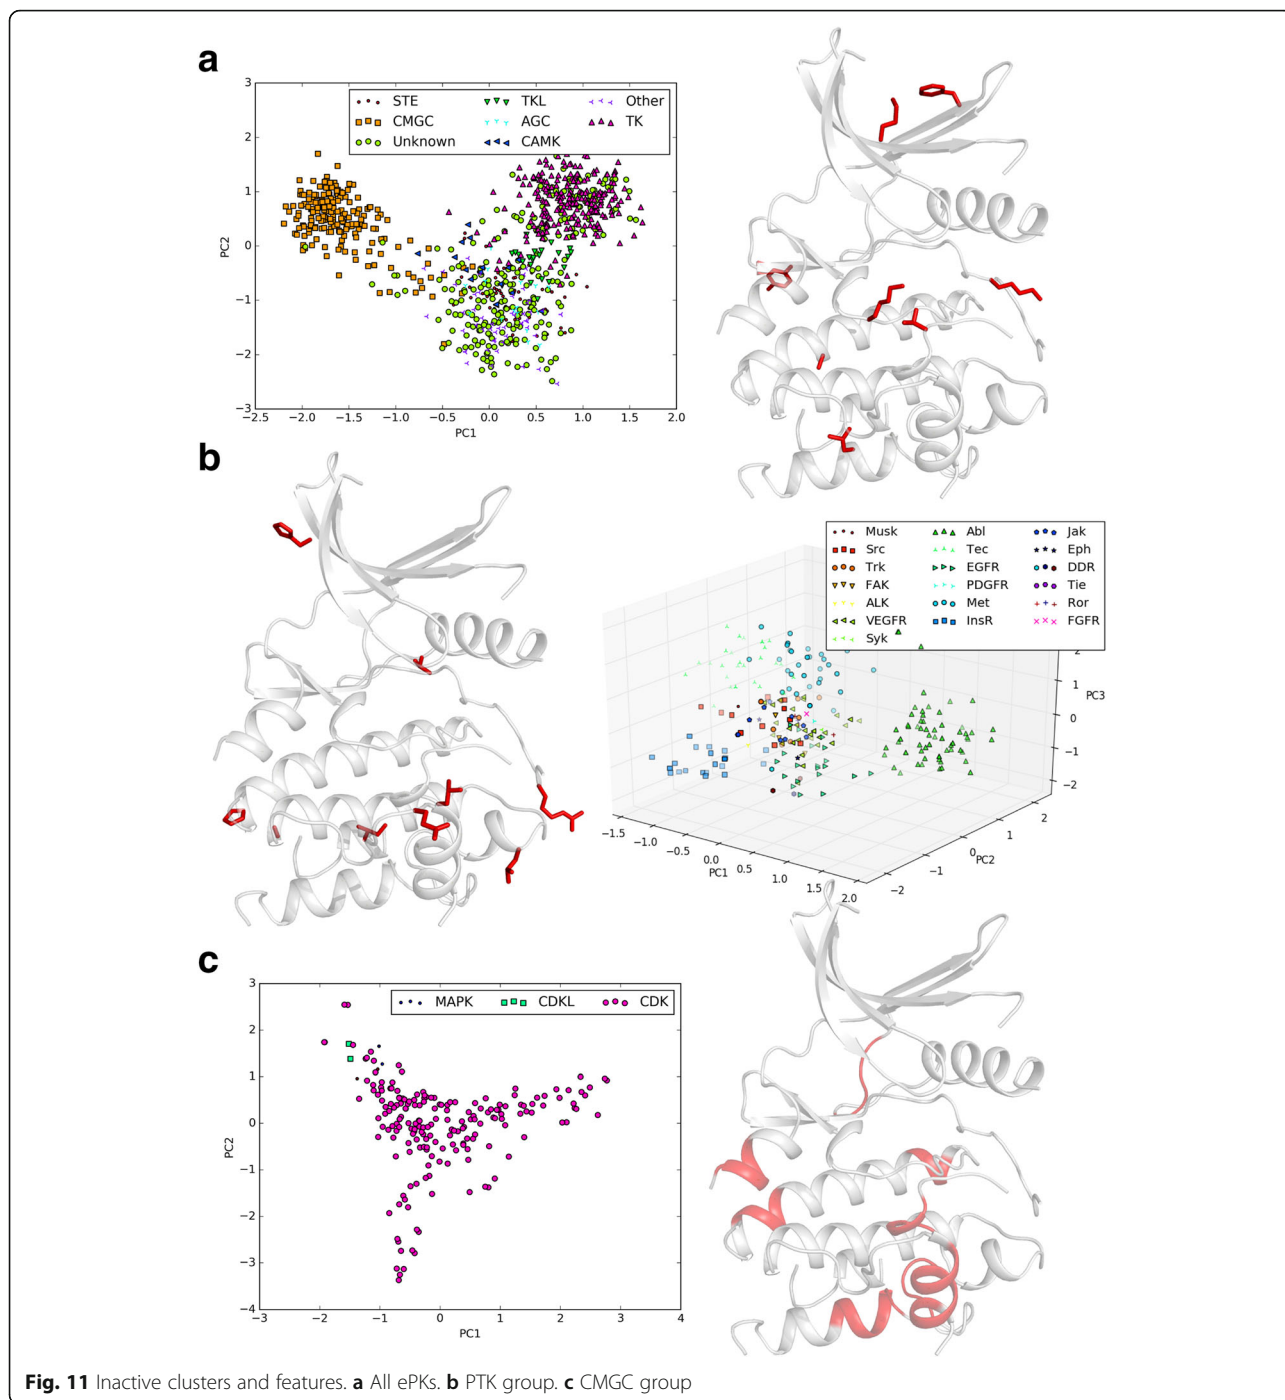 a
3
2
1
0
−1
−2
−3
PC2
STE TKL Other
CMGC AGC TK
Unknown CAMK
−2.5 −2.0 −1.5 −1.0 −0.5 0.0 0.5 1.0 1.5 2.0
PC1
b
Musk Abl Jak
Src Tec Eph
Trk EGFR DDR
FAK PDGFR Tie
ALK Met Ror
VEGFR InsR FGFR
Syk
2
1
0
−1
−2
PC3
−1.5 −1.0 −0.5 0.0 0.5 1.0 1.5 2.0
PC1
−2 −1 0 1 2
PC2
c
3
2
1
0
−1
−2
−3
−4
PC2
MAPK CDKL CDK
−3 −2 −1 0 1 2 3 4
PC1
Fig. 11 Inactive clusters and features. a All ePKs. b PTK group. c CMGC group